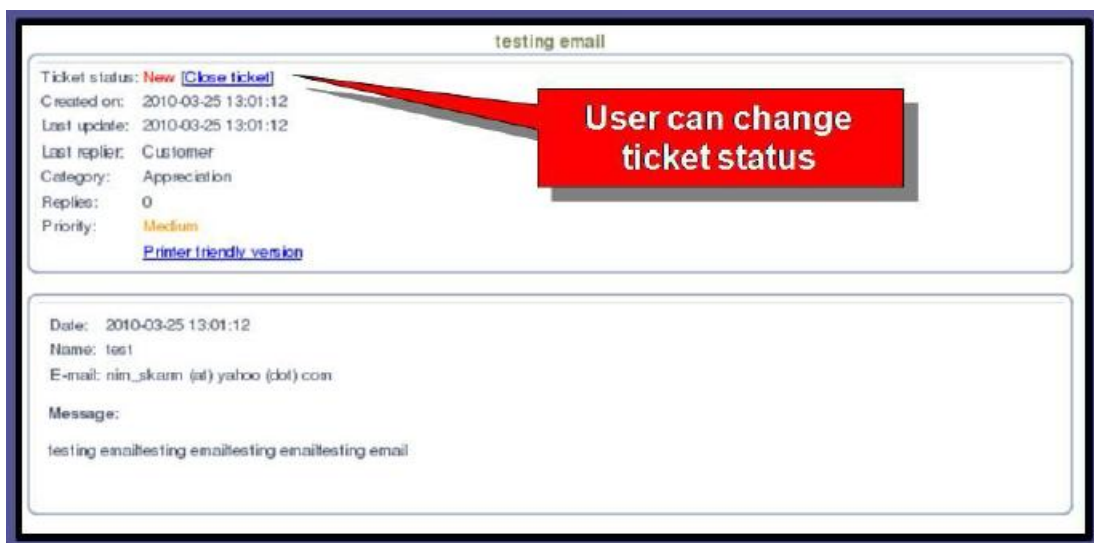 testing email
Ticket status: New [Close ticket]
Created on: 2010-03-25 13:01:12
Last update: 2010-03-25 13:01:12
Last replier: Customer
Category: Appreciation
Replies: 0
Priority: Medium
Printer friendly version
User can change
ticket status
Date: 2010-03-25 13:01:12
Name: test
E-mail: nim_skarm (at) yahoo (dot) com
Message:
testing emailtesting emailtesting emailtesting email